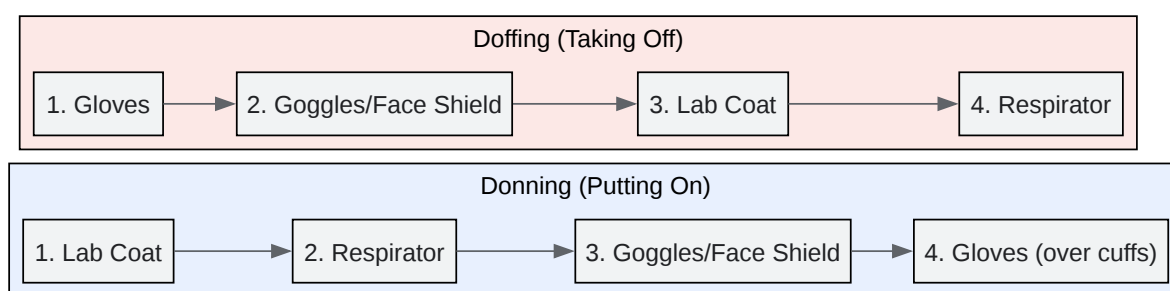 Doffing (Taking Off)
1. Gloves
2. Goggles/Face Shield
3. Lab Coat
4. Respirator
Donning (Putting On)
1. Lab Coat
2. Respirator
3. Goggles/Face Shield
4. Gloves (over cuffs)